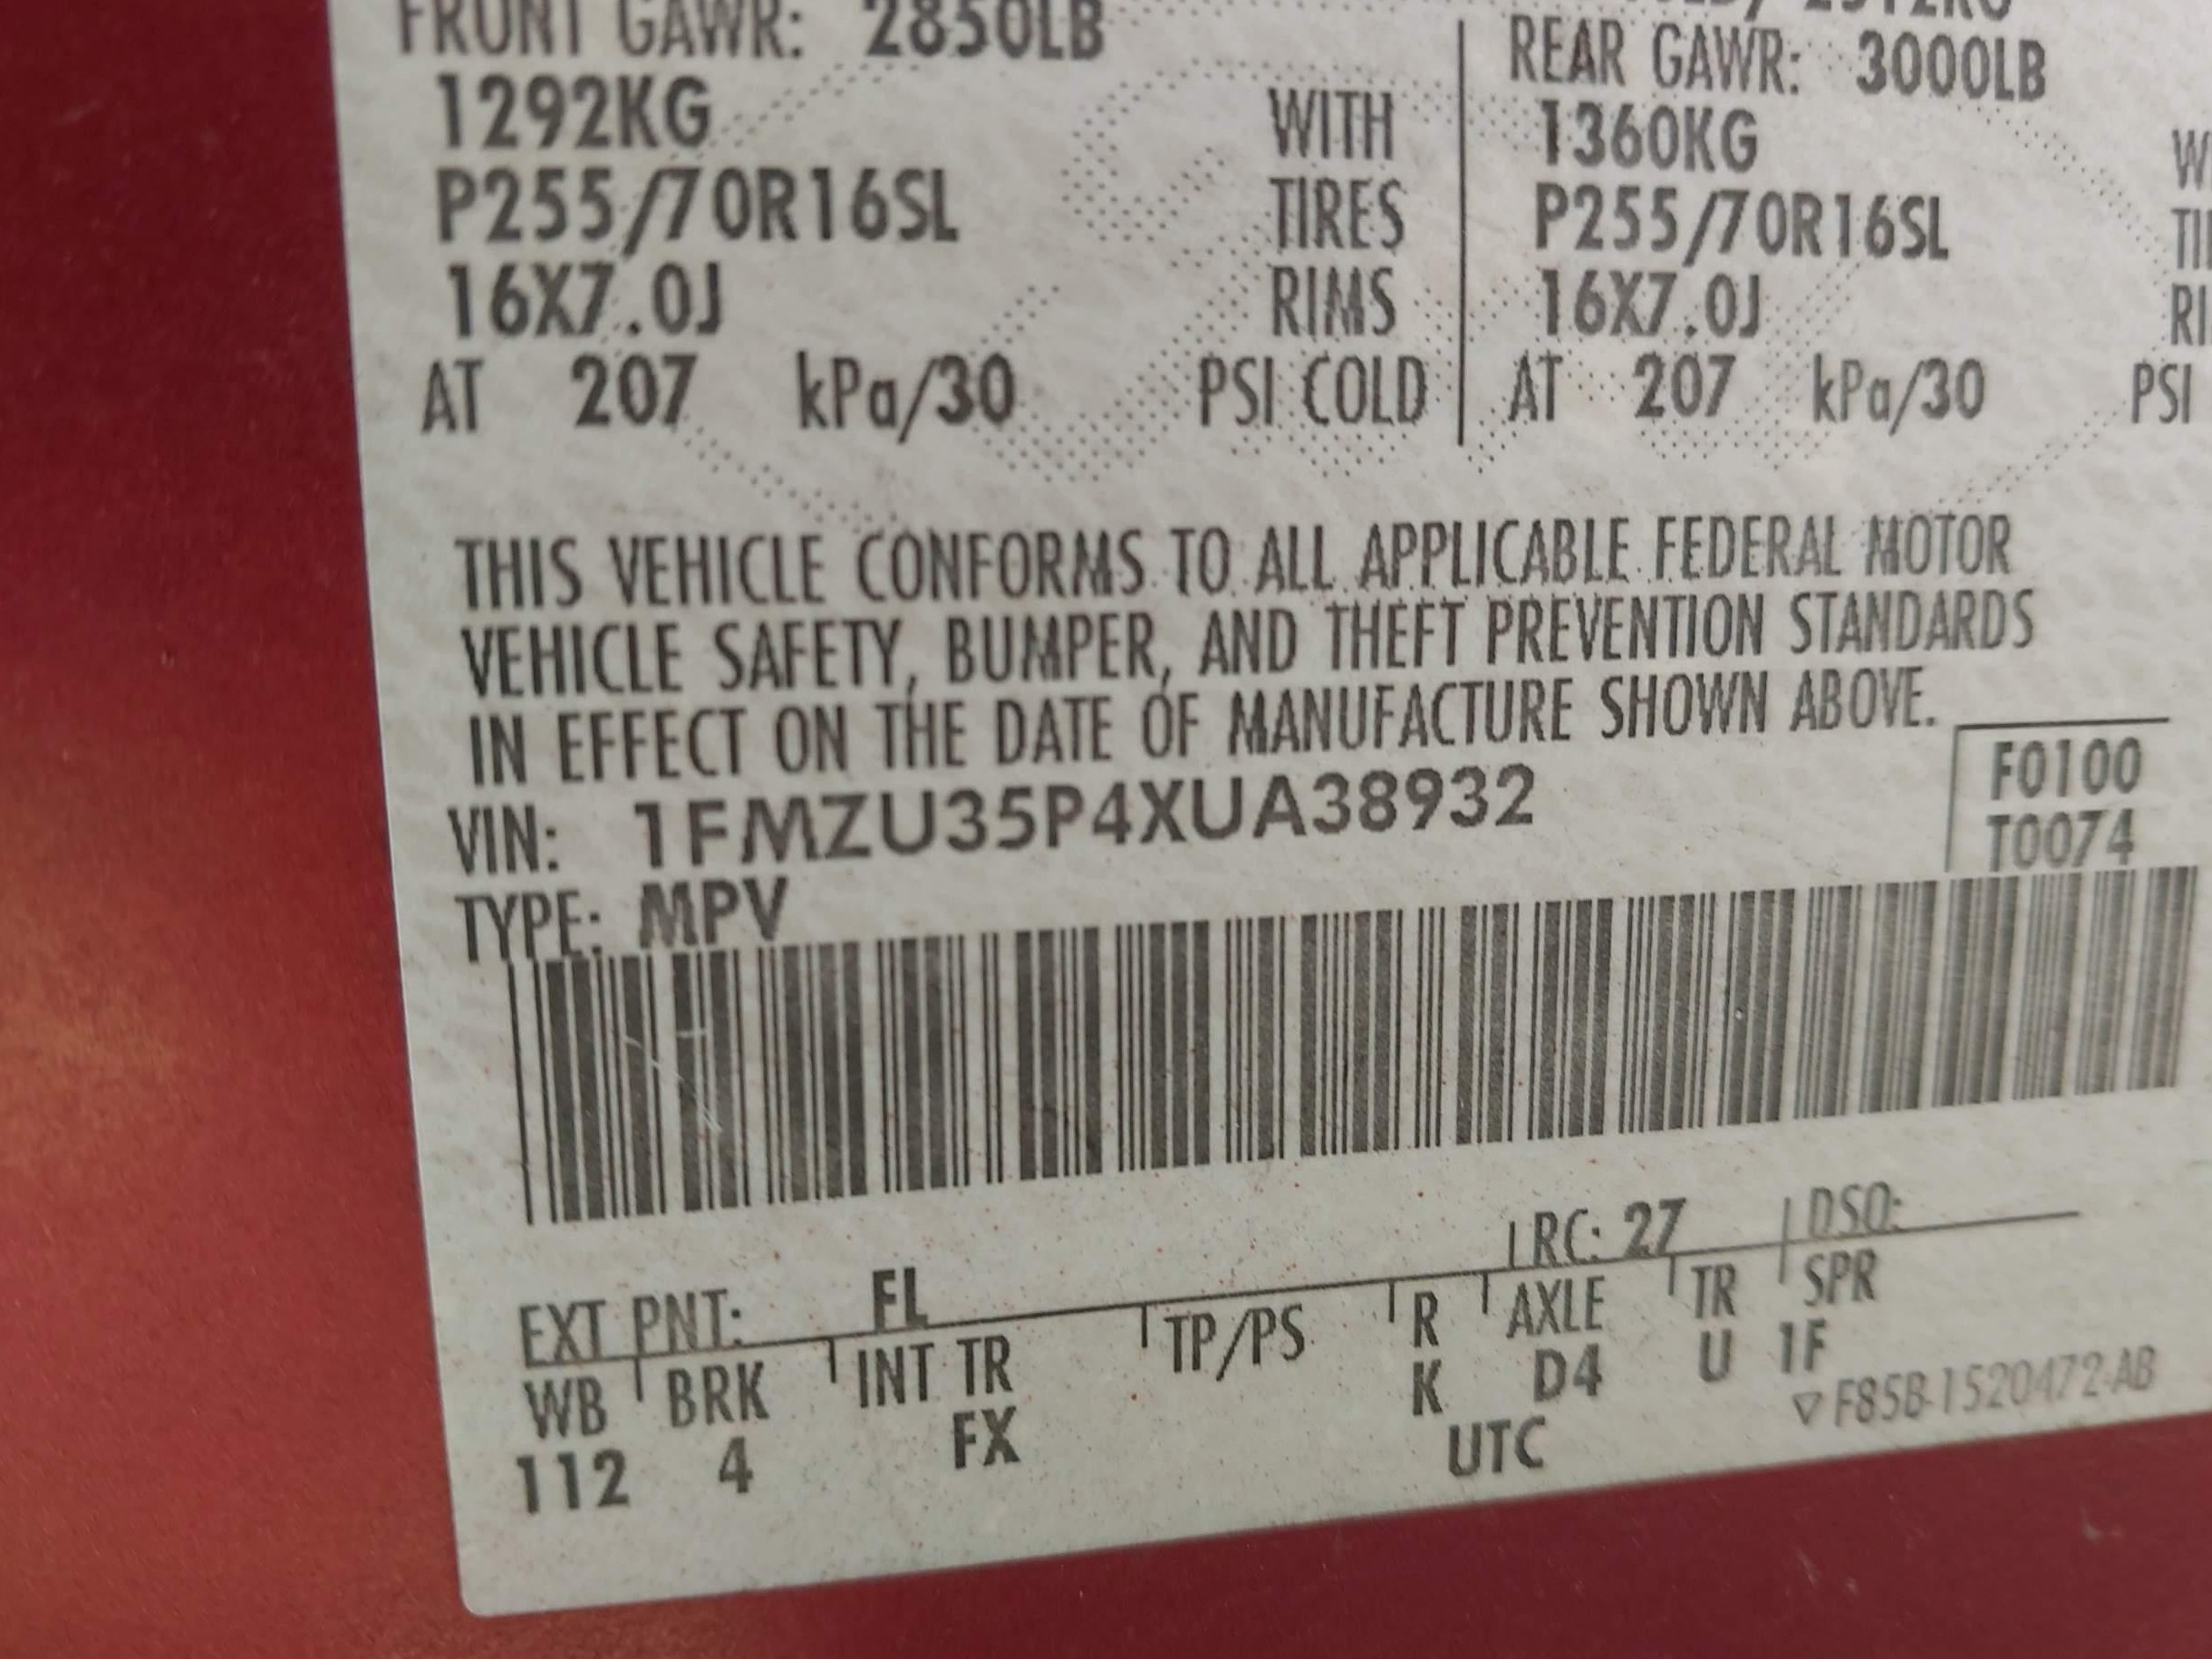 FRONT GAWR: 2850LB
1292KG WITH
P255/70R16SL TIRES
16X7.0J RIMS
AT 207 kPa/30 PSI COLD
REAR GAWR: 3000LB
1360KG
P255/70R16SL
16X7.0J
AT 207 kPa/30 PSI
THIS VEHICLE CONFORMS TO ALL APPLICABLE FEDERAL MOTOR
VEHICLE SAFETY, BUMPER, AND THEFT PREVENTION STANDARDS
IN EFFECT ON THE DATE OF MANUFACTURE SHOWN ABOVE.
VIN: 1FMZU35P4XUA38932
F0100
T0074
TYPE: MPV
EXT PNT: FL RC: 27 DSO:
WB BRK INT TR TP/PS R AXLE TR SPR
112 4 FX K D4 U 1F
UTC
▽ F85B-1520472-AB